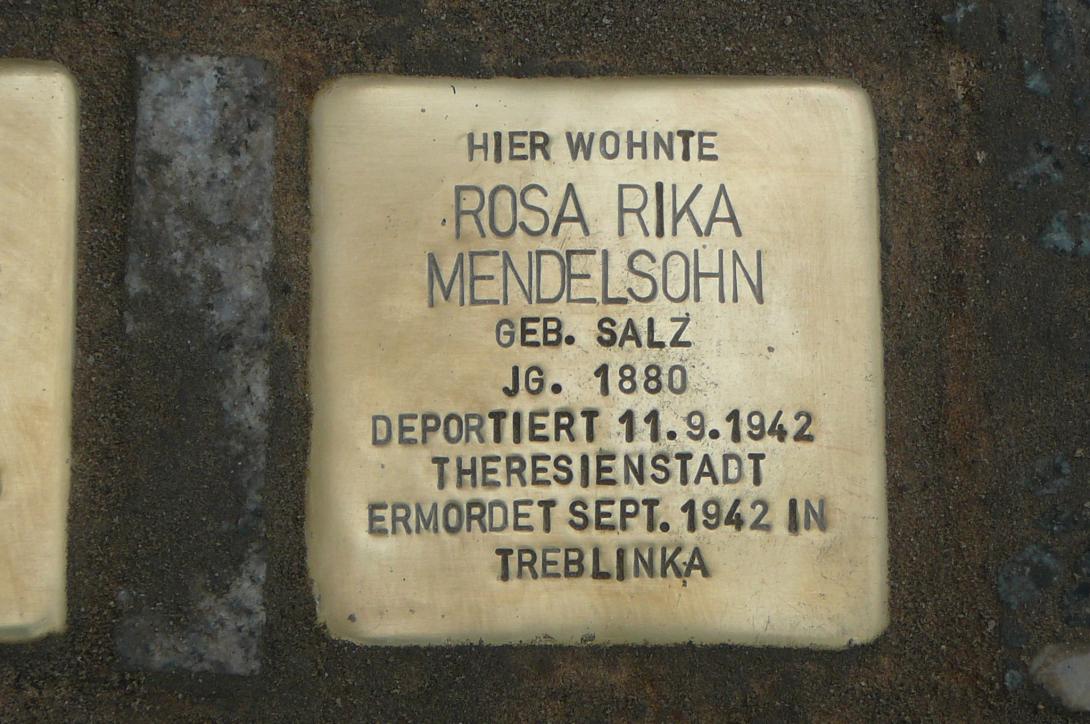 HIER WOHNTE
ROSA RIKA
MENDELSOHN
GEB. SALZ
JG. 1880
DEPORTIERT 11.9.1942
THERESIENSTADT
ERMORDET SEPT. 1942 IN
TREBLINKA